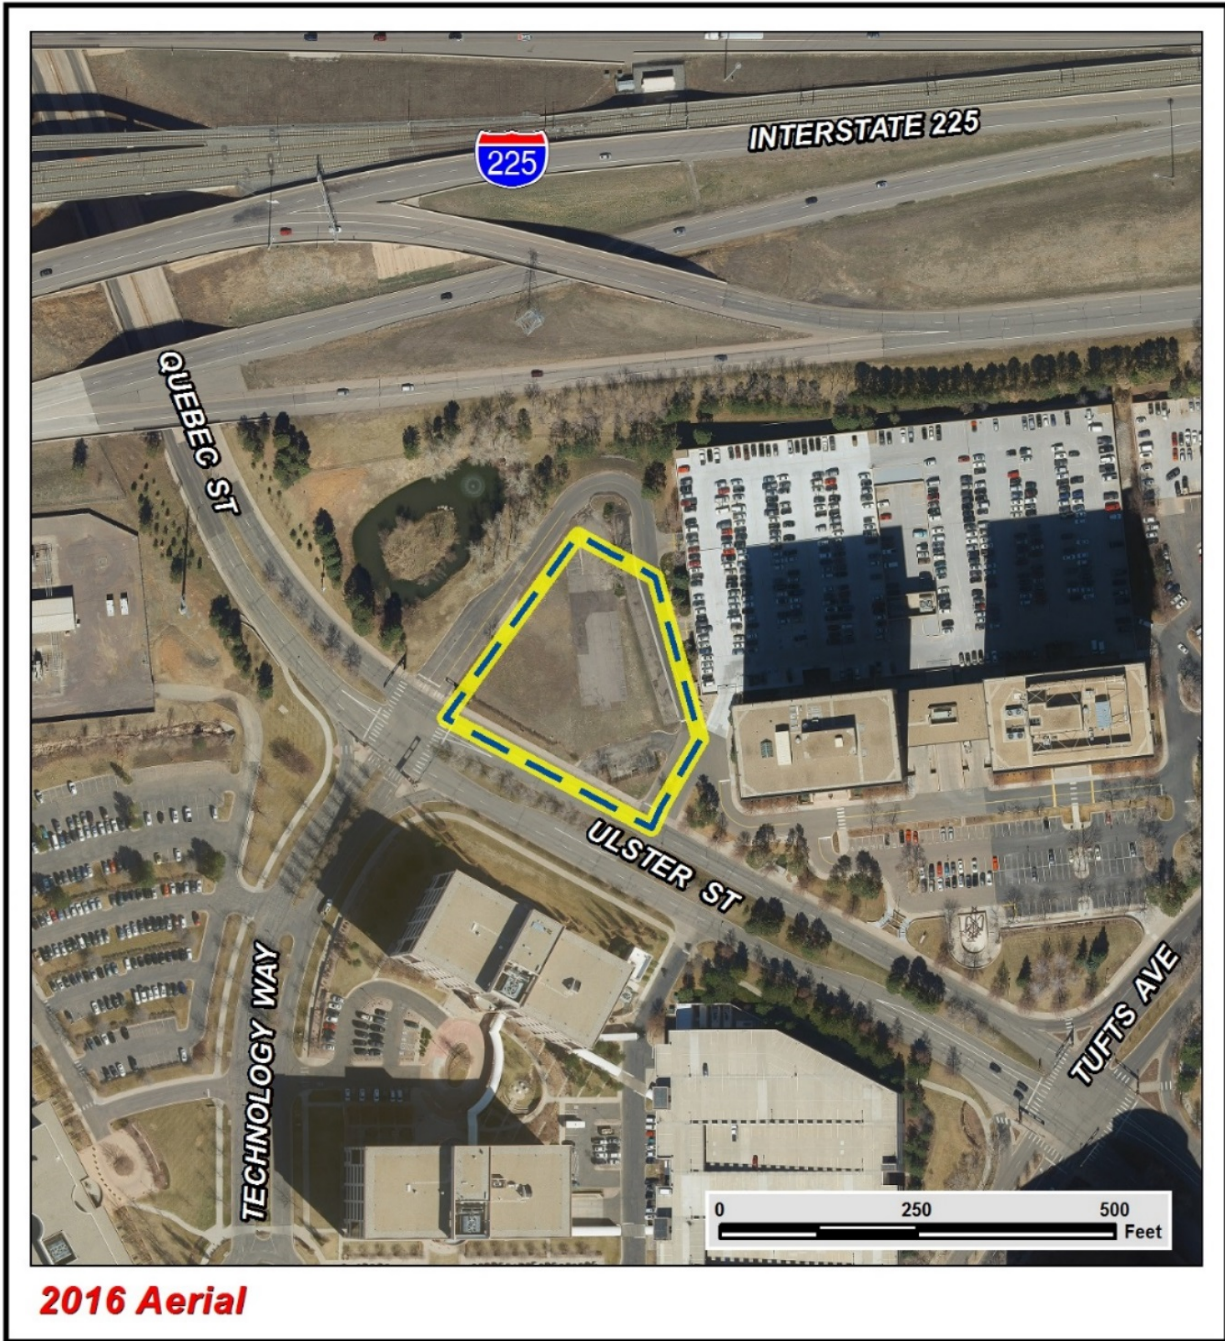 INTERSTATE 225
225
QUEBEC ST
ULSTER ST
TECHNOLOGY WAY
TUFTS AVE
0 250 500
Feet
2016 Aerial